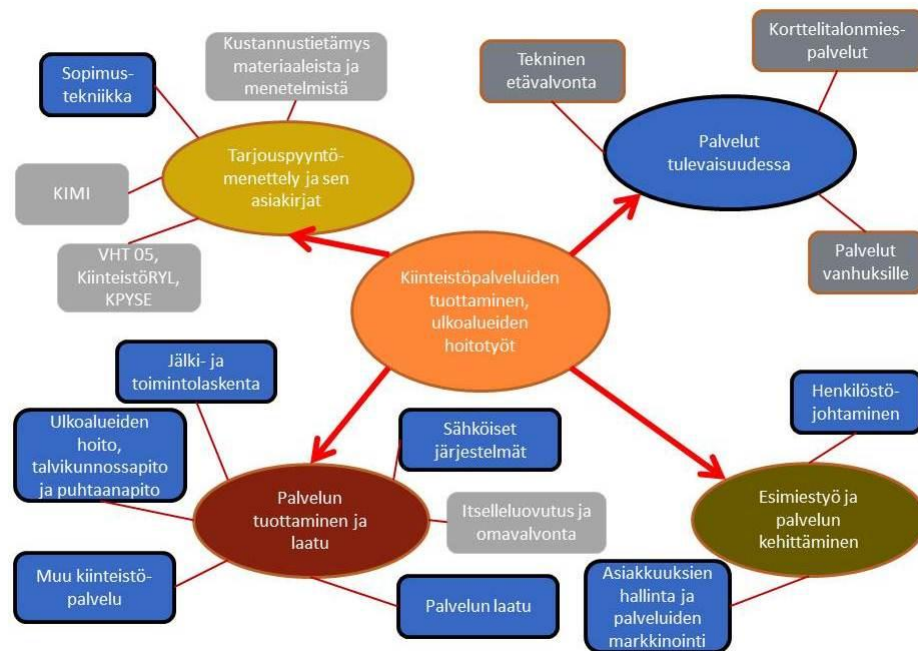 Kustannustietämys
materiaaleista ja
menetelmistä
Sopimus-
tekniikka
Tarjouspyyntö-
menettely ja sen
asiakirjat
KIMI
VHT 05,
KiinteistöRYL,
KPYSE
Korttelitalonmies-
palvelut
Tekninen
etävalvonta
Palvelut
tulevaisuudessa
Palvelut
vanhuksille
Kiinteistöpalveluiden
tuottaminen,
ulkoalueiden
hoitotyöt
Jälki- ja
toimintolaskenta
Ulkoalueiden
hoito,
talvikunnossapito
ja puhtaanapito
Sähköiset
järjestelmät
Palvelun
tuottaminen ja
laatu
Itselleluovutus ja
omavalvonta
Muu kiinteistö-
palvelu
Palvelun laatu
Henkilöstö-
johtaminen
Esimiestyö ja
palvelun
kehittäminen
Asiakkuuksien
hallinta ja
palveluiden
markkinointi